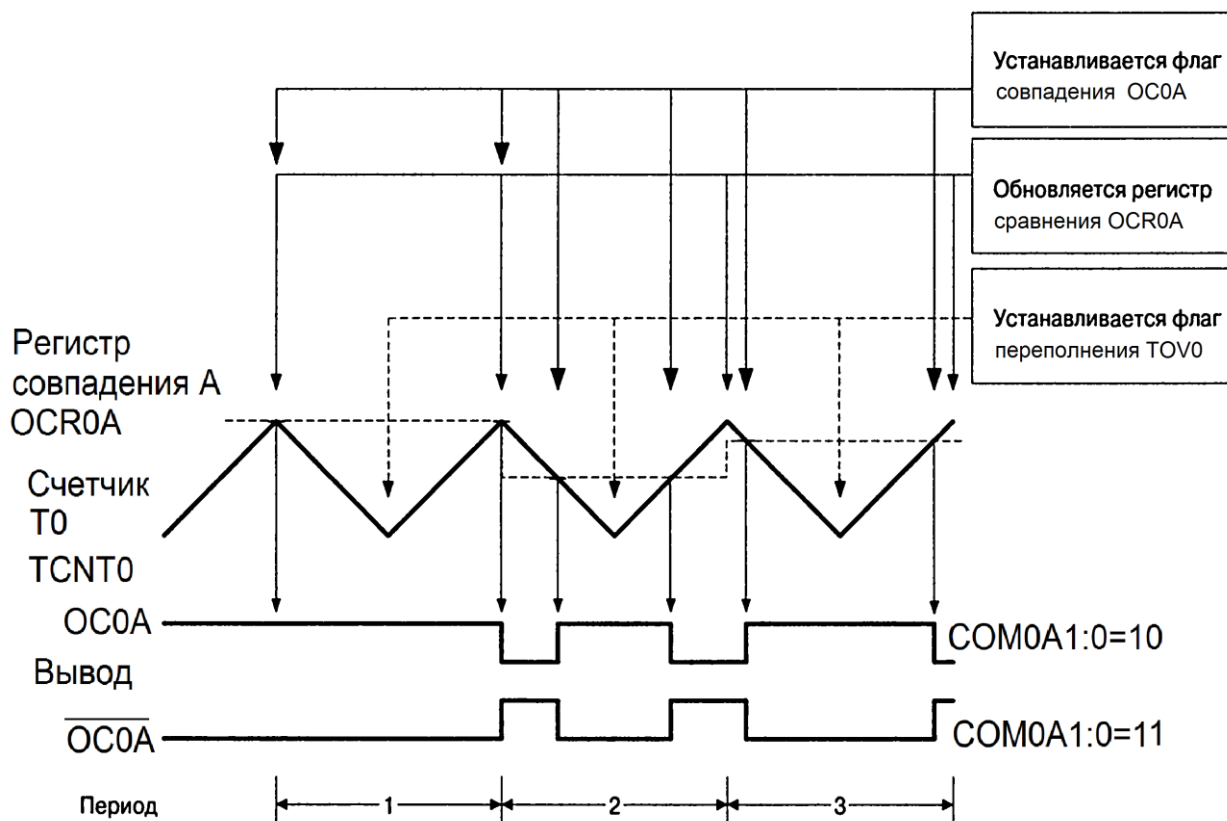 Устанавливается флаг
совпадения OC0A
Обновляется регистр
сравнения OCR0A
Устанавливается флаг
переполнения TOV0
Регистр
совпадения А
OCR0A
Счетчик
T0
TCNT0
OC0A
COM0A1:0=10
Вывод
OC0A
COM0A1:0=11
Период
1
2
3